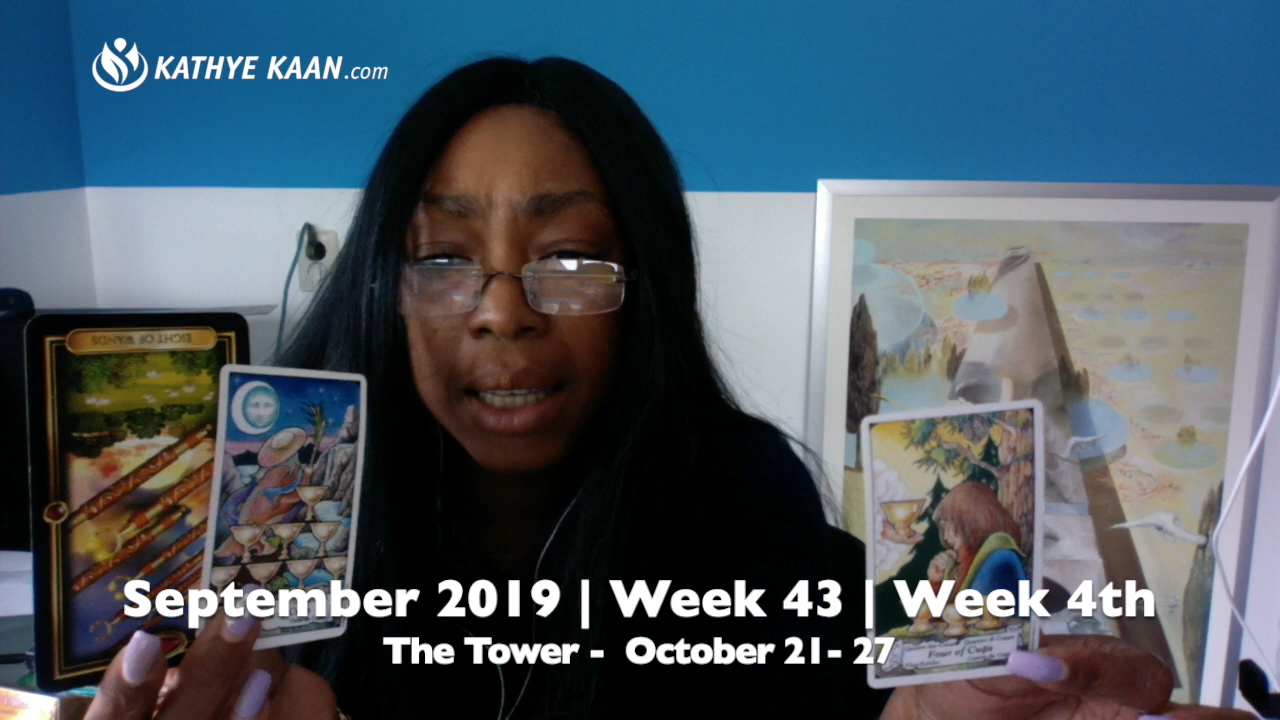 KATHYE KAAN.com
EIGHT OF WANDS
Four of Cups
September 2019 | Week 43 | Week 4th
The Tower - October 21- 27